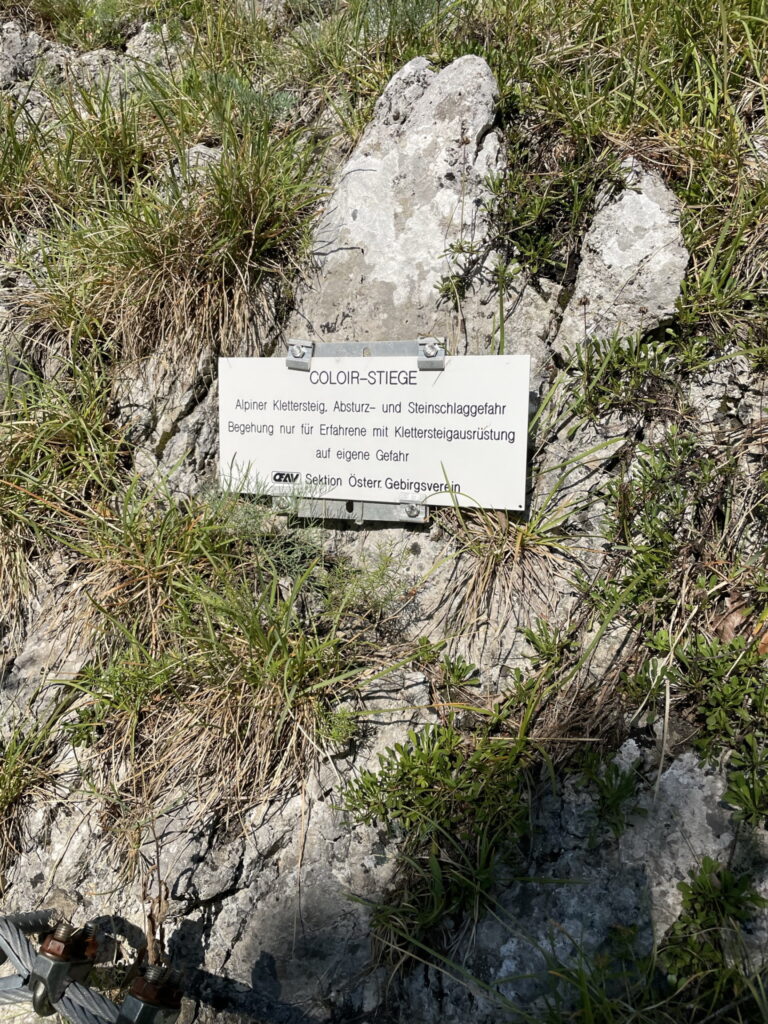 COLOIR-STIEGE
Alpiner Klettersteig, Absturz- und Steinschlaggefahr
Begehung nur für Erfahrene mit Klettersteigausrüstung
auf eigene Gefahr
OEAV Sektion Österr. Gebirgsverein